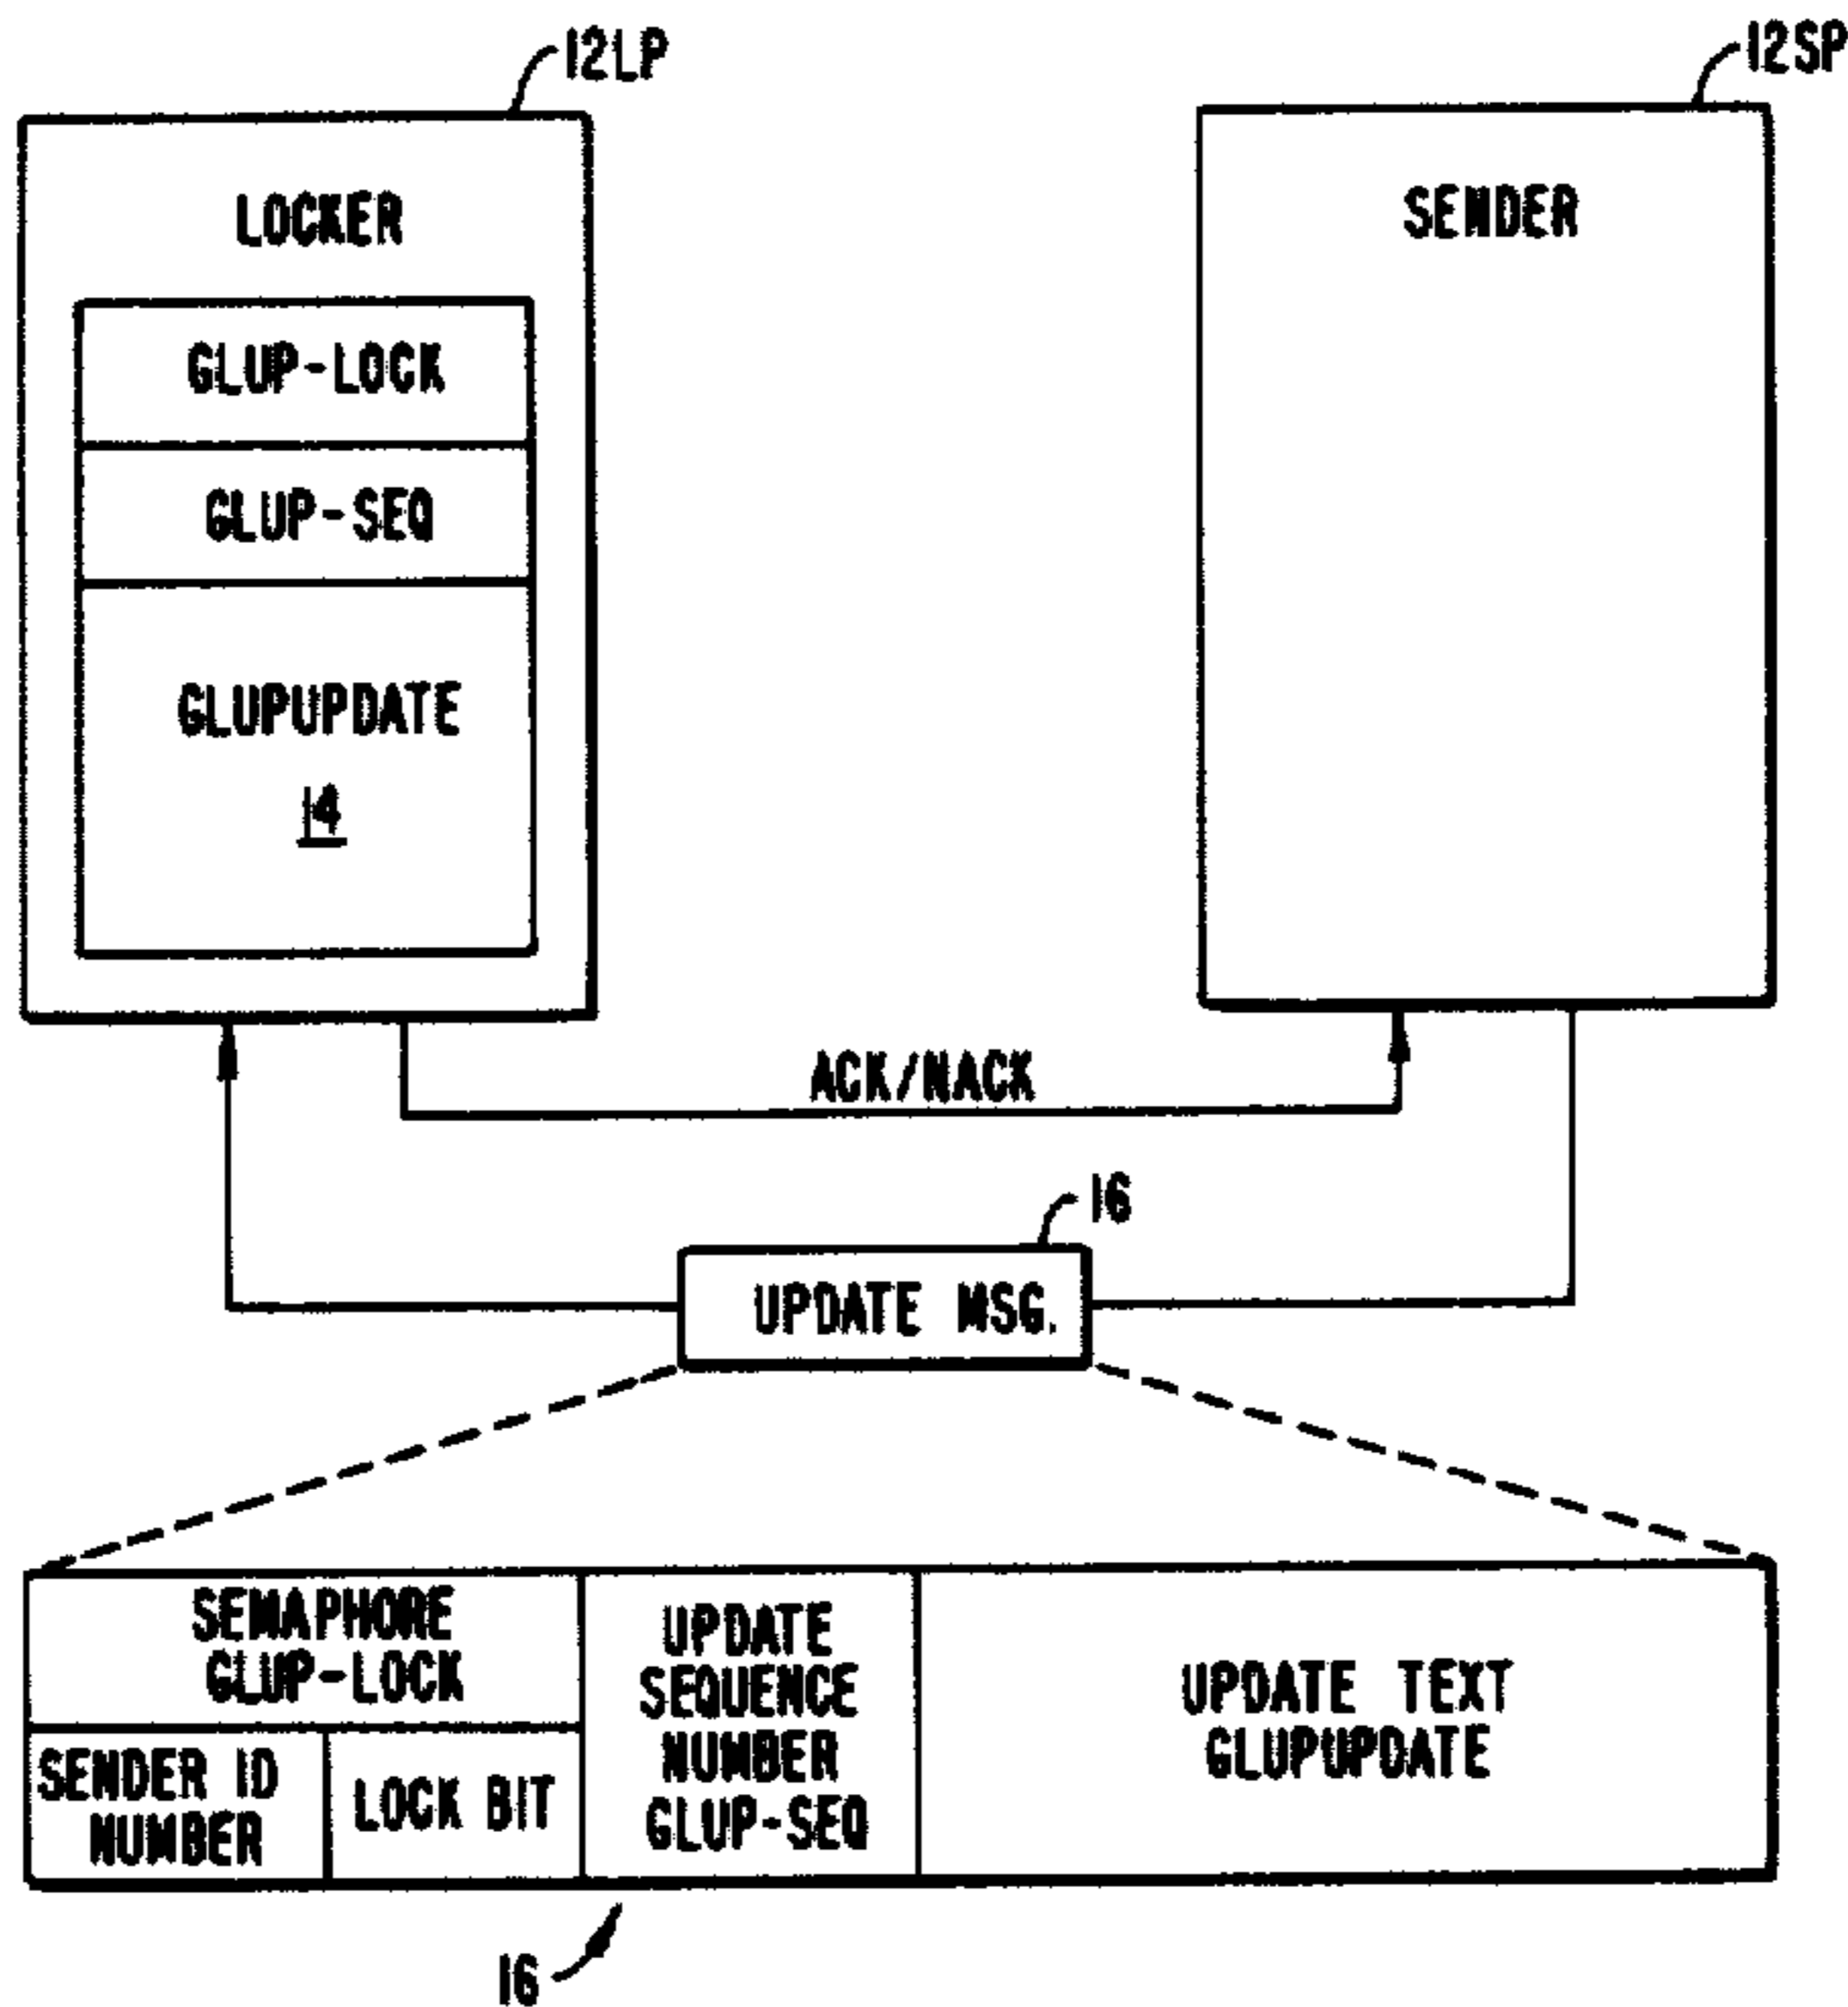 12LP
12SP
LOCKER
SENDER
GLUP-LOCK
GLUP-SEQ
GLUPUPDATE
14
ACK/NACK
16
UPDATE MSG.
SEMAPHORE
GLUP-LOCK
SENDER ID
NUMBER
LOCK BIT
UPDATE
SEQUENCE
NUMBER
GLUP-SEQ
UPDATE TEXT
GLUPUPDATE
16